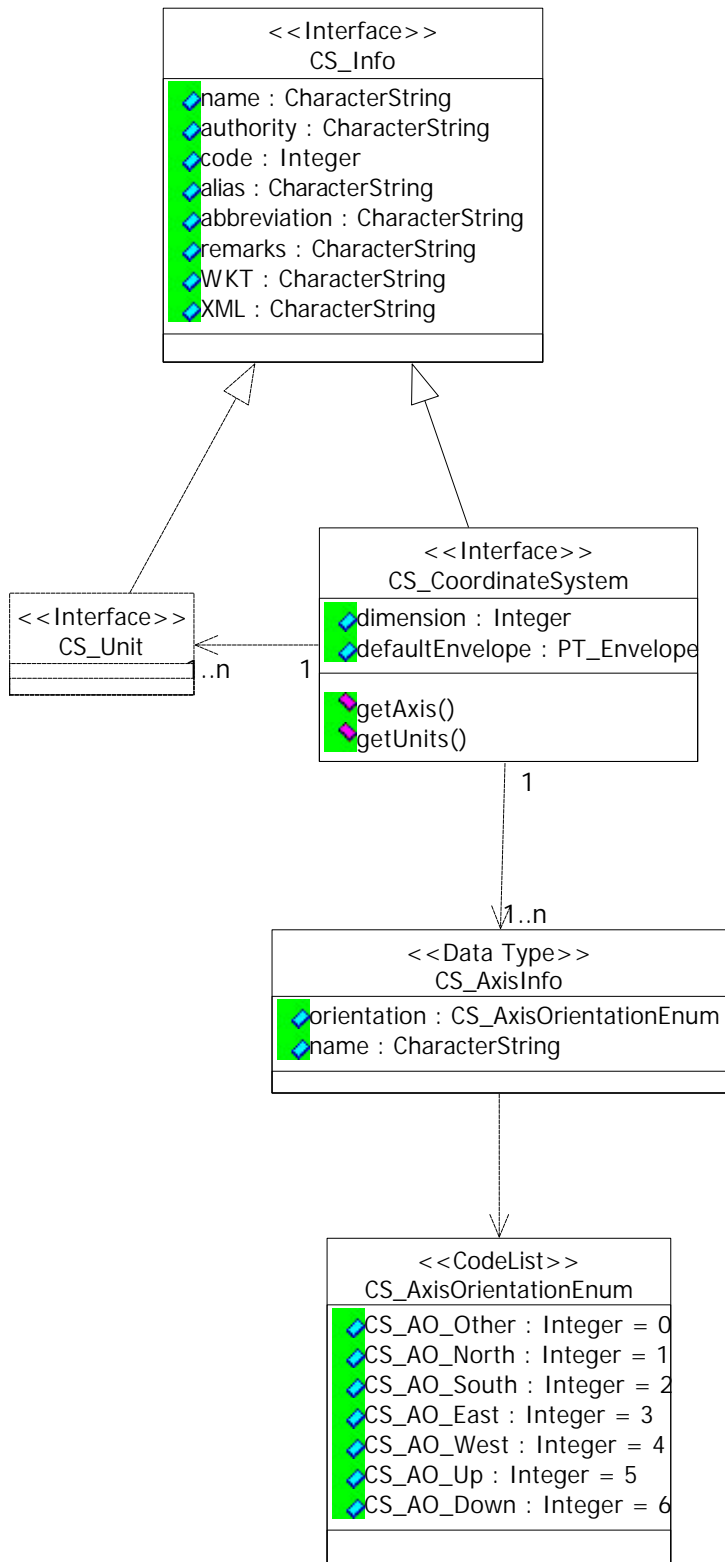 <<Interface>>
CS_Info
name : CharacterString
authority : CharacterString
code : Integer
alias : CharacterString
abbreviation : CharacterString
remarks : CharacterString
WKT : CharacterString
XML : CharacterString
<<Interface>>
CS_Unit
1..n
1
<<Interface>>
CS_CoordinateSystem
dimension : Integer
defaultEnvelope : PT_Envelope
getAxis()
getUnits()
1
1..n
<<Data Type>>
CS_AxisInfo
orientation : CS_AxisOrientationEnum
name : CharacterString
<<CodeList>>
CS_AxisOrientationEnum
CS_AO_Other : Integer = 0
CS_AO_North : Integer = 1
CS_AO_South : Integer = 2
CS_AO_East : Integer = 3
CS_AO_West : Integer = 4
CS_AO_Up : Integer = 5
CS_AO_Down : Integer = 6